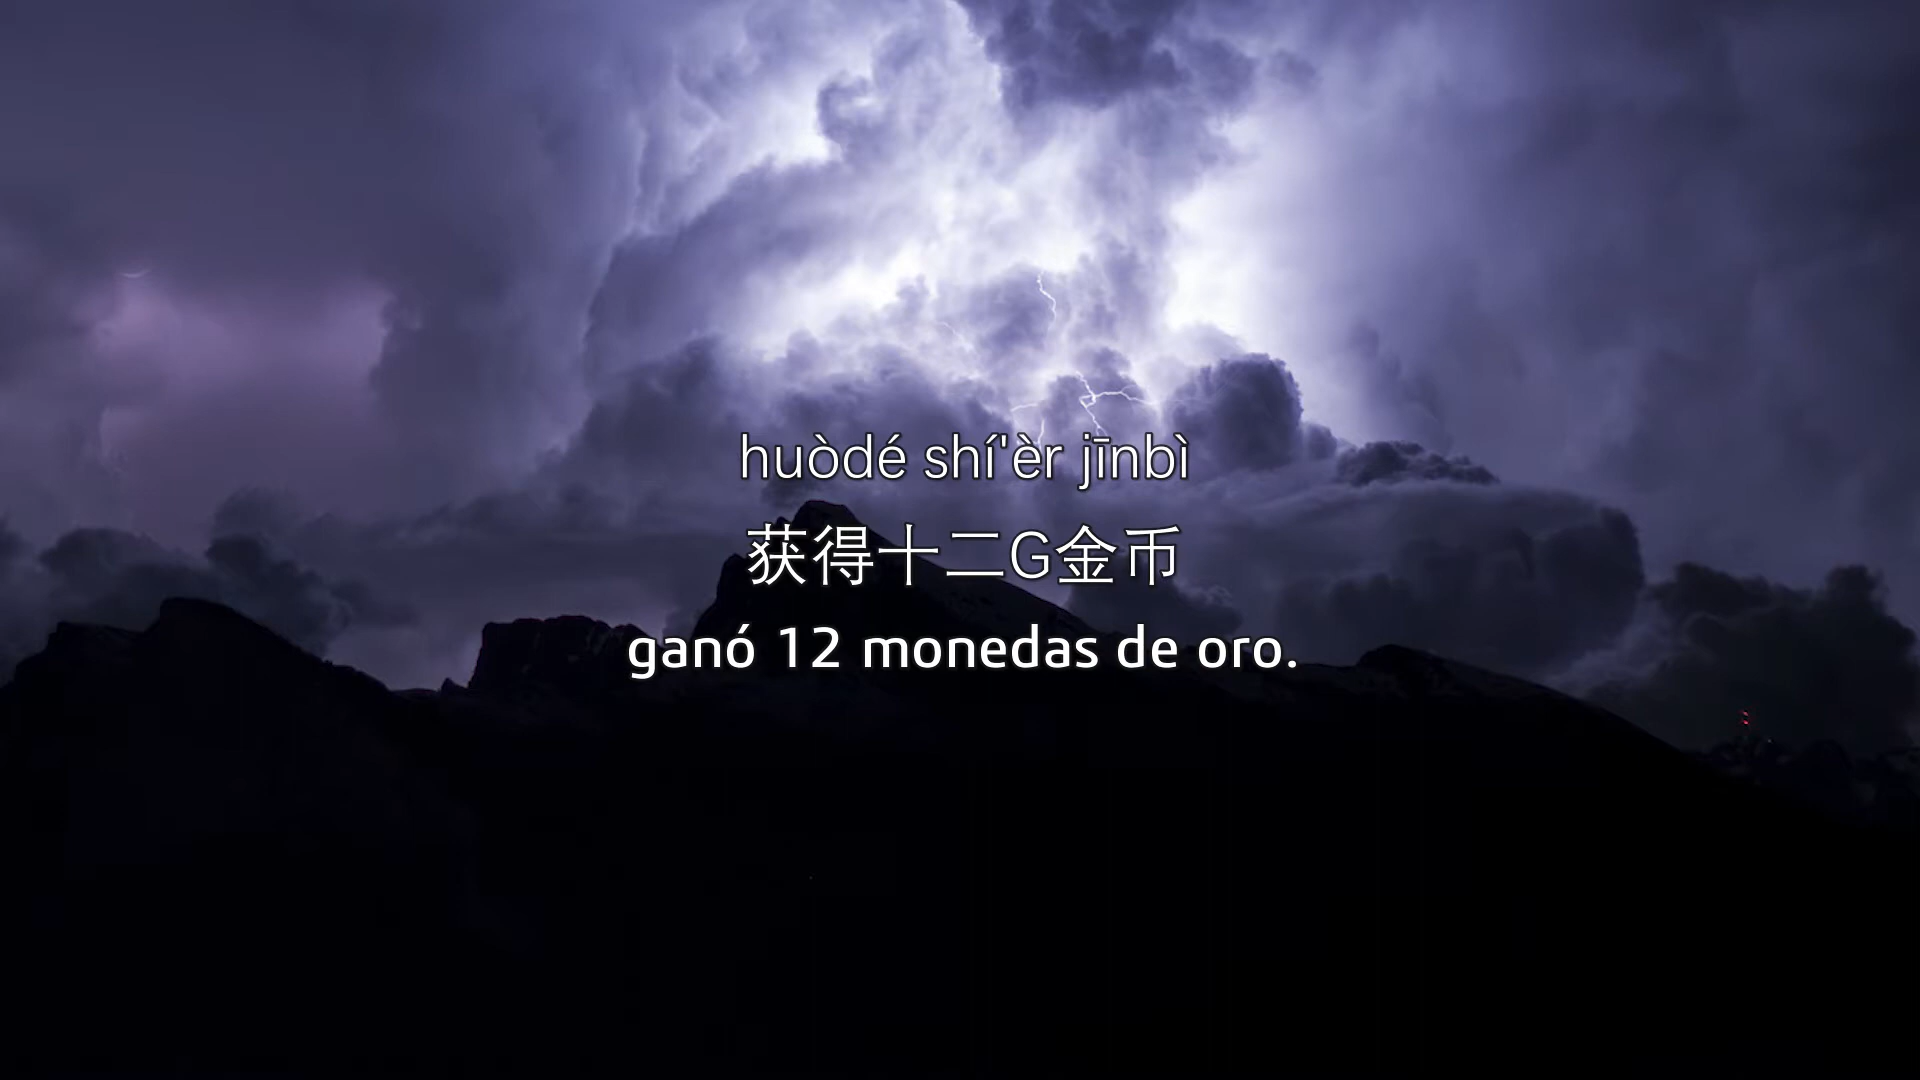 huòdé shí'èr jīnbì
获得十二G金币
ganó 12 monedas de oro.